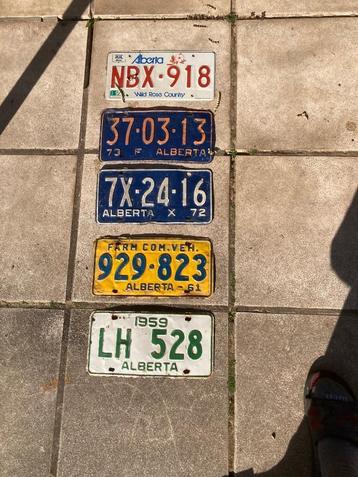 Alberta
NBX·918
Wild Rose Country
37·03·13
73 F ALBERTA
7X·24·16
ALBERTA X 72
FARM COM. VEH.
929·823
ALBERTA - 61
1959
LH 528
ALBERTA